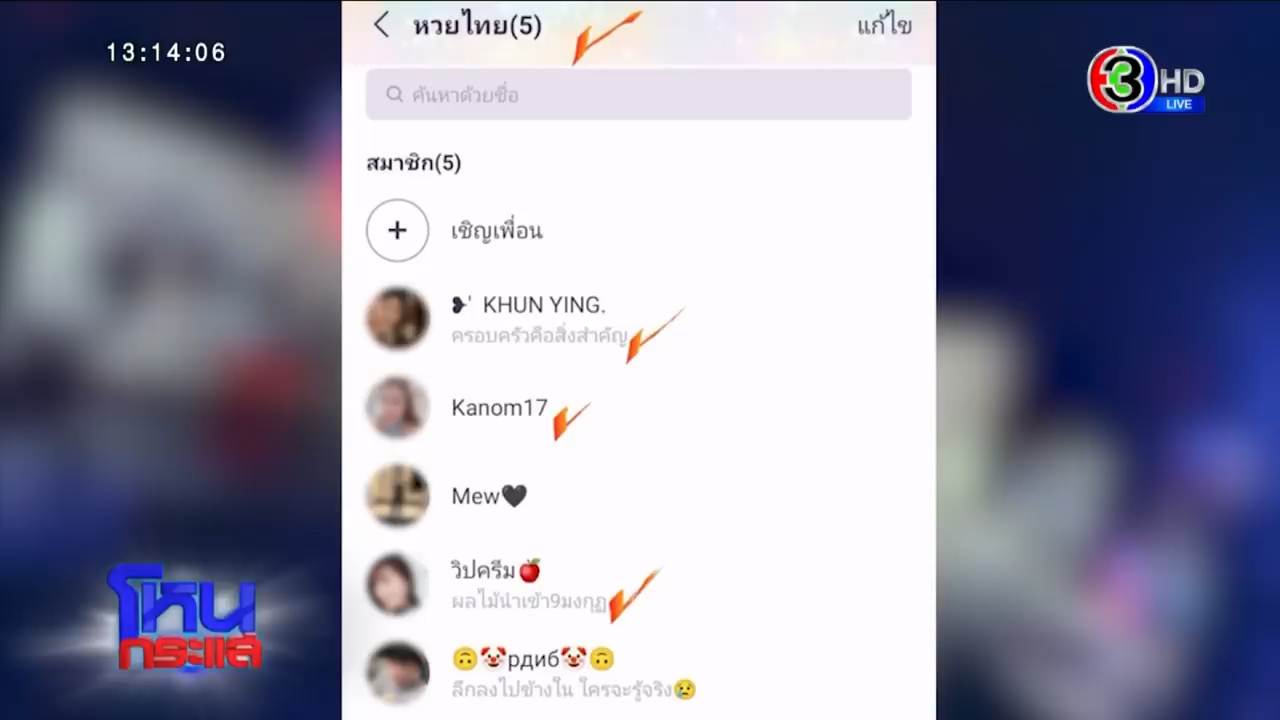 13:14:06
หวยไทย(5)
แก้ไข
3 HD
LIVE
ค้นหาด้วยชื่อ
สมาชิก(5)
+
เชิญเพื่อน
❥' KHUN YING.
ครอบครัวคือสิ่งสำคัญ
Kanom17
Mew🖤
วิปครีม🍎
ผลไม้นำเข้า9มงกุฎ
🙃🤡рдиб🤡🙃
ลึกลงไปข้างใน ใครจะรู้จริง😢
โหน
กระแส